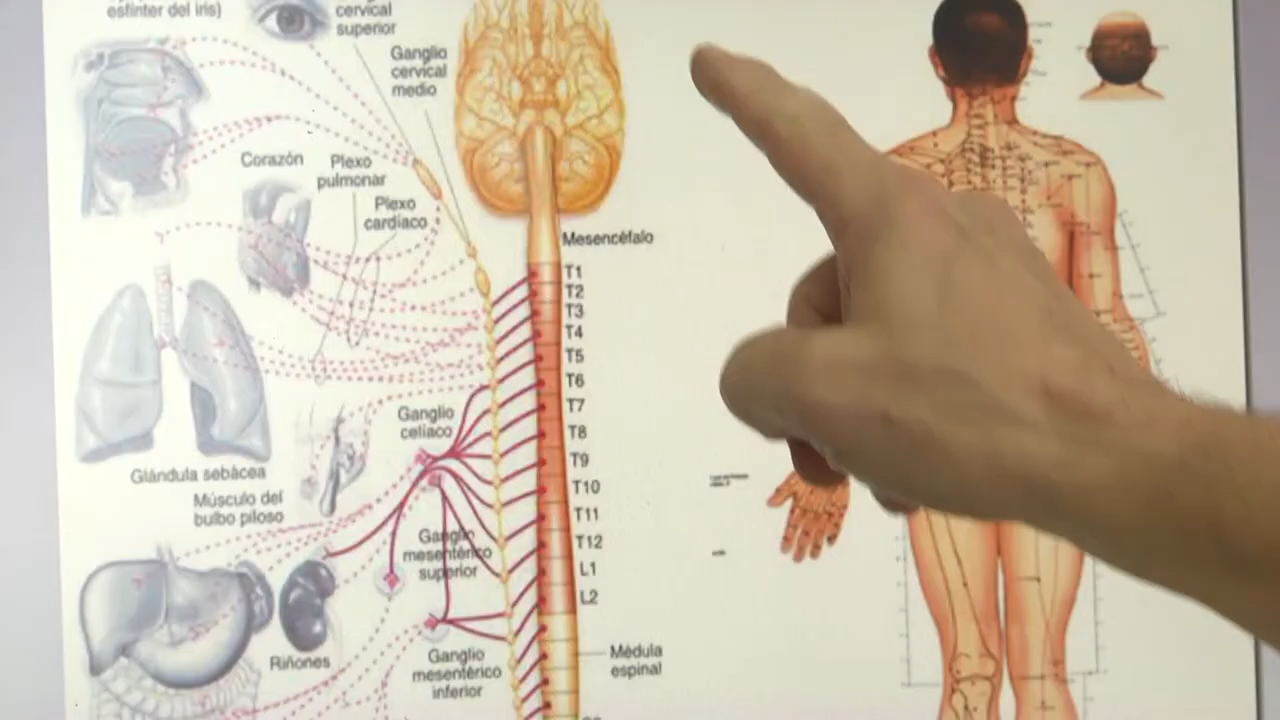 esfínter del iris)
cervical
superior
Ganglio
cervical
medio
Corazón
Plexo
pulmonar
Plexo
cardíaco
Mesencéfalo
T1
T2
T3
T4
T5
T6
T7
T8
T9
T10
T11
T12
L1
L2
Ganglio
celíaco
Glándula sebácea
Músculo del
bulbo piloso
Ganglio
mesentérico
superior
Riñones
Ganglio
mesentérico
inferior
Médula
espinal